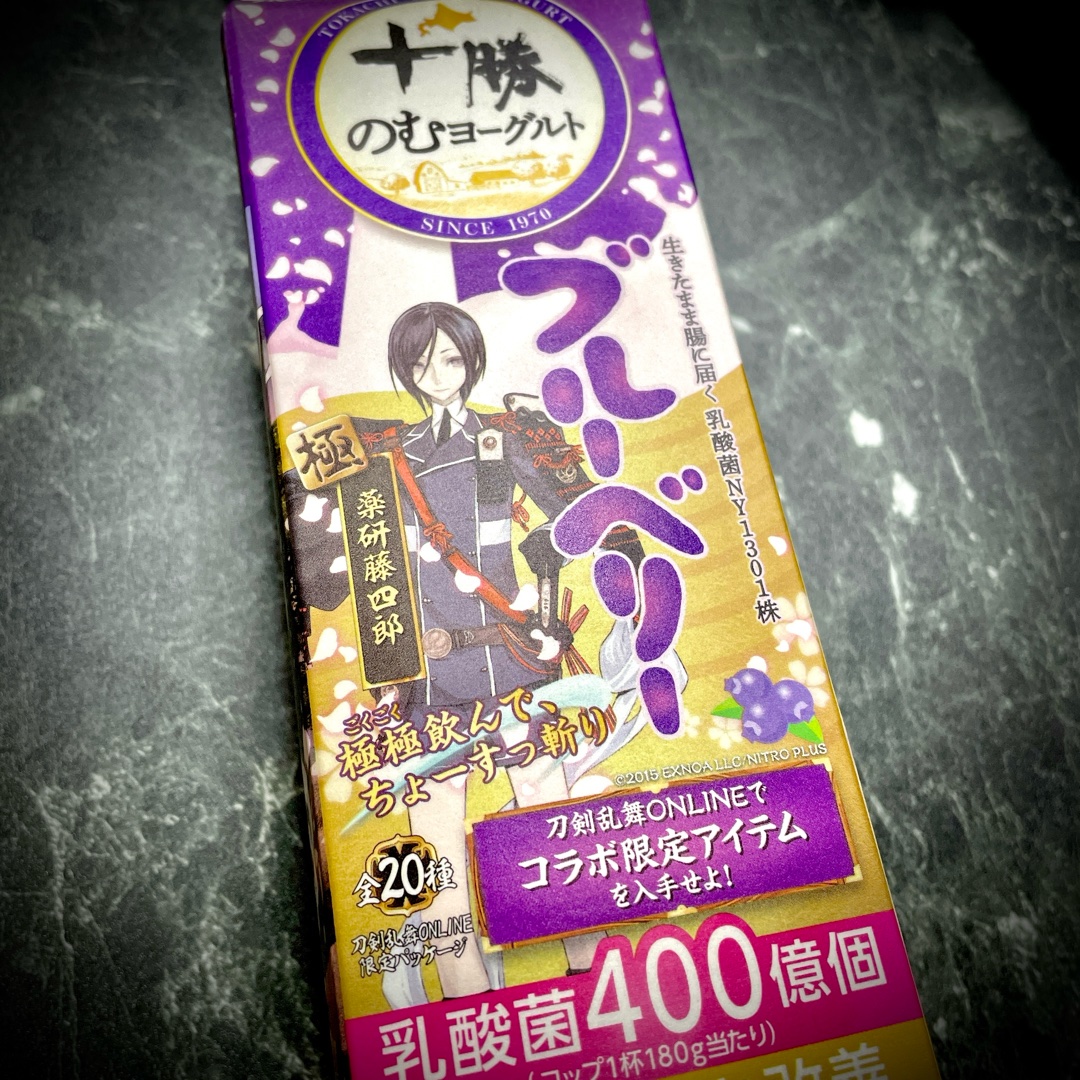 十勝
のむヨーグルト
SINCE 1970
ブルーベリー
生きたまま腸に届く 乳酸菌NY1301株
極
薬研藤四郎
ごくごく
極極飲んで、
ちょーすっ斬り
©2015 EXNOA LLC/NITRO PLUS
刀剣乱舞ONLINEで
コラボ限定アイテム
を入手せよ!
全20種
刀剣乱舞ONLINE
限定パッケージ
乳酸菌400億個
(コップ1杯180g当たり)
改善